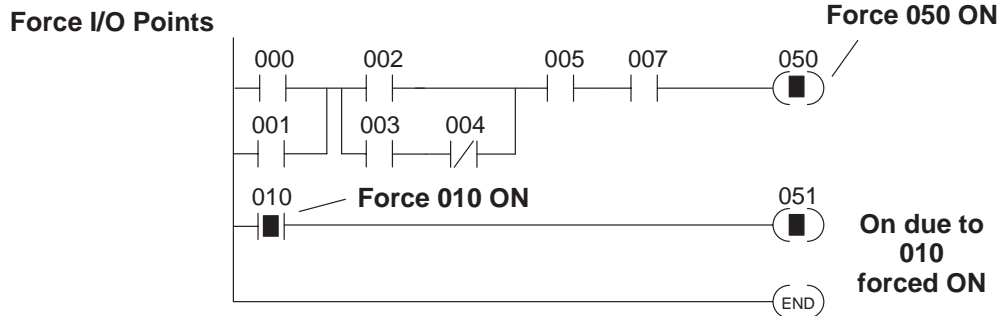 Force I/O Points
Force 050 ON
000 002 005 007 050
001 003 004
010 Force 010 ON 051
On due to
010
forced ON
END